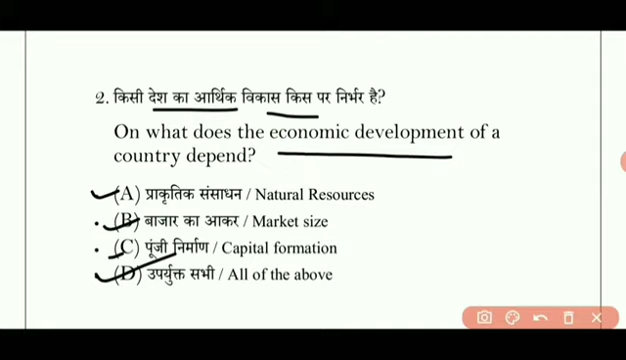 2. किसी देश का आर्थिक विकास किस पर निर्भर है?
On what does the economic development of a
country depend?
(A) प्राकृतिक संसाधन / Natural Resources
(B) बाजार का आकर / Market size
(C) पूंजी निर्माण / Capital formation
(D) उपर्युक्त सभी / All of the above